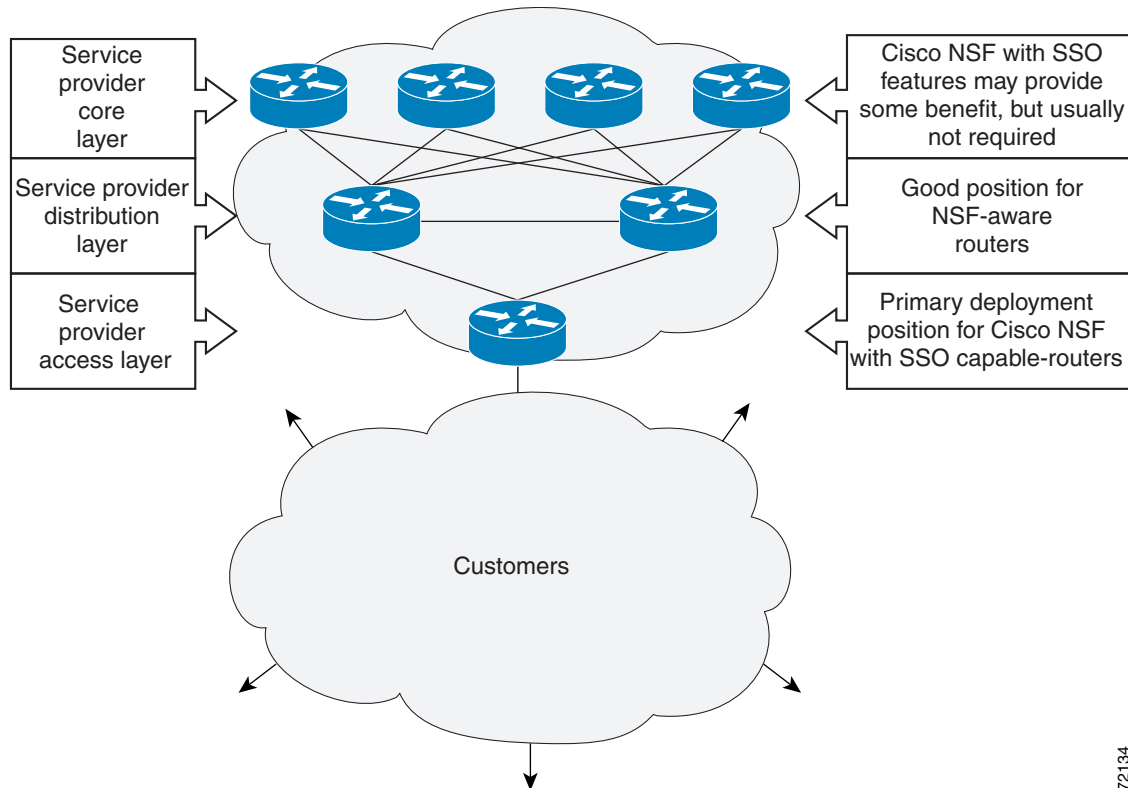 Service
provider
core
layer
Cisco NSF with SSO
features may provide
some benefit, but usually
not required
Service provider
distribution
layer
Good position for
NSF-aware
routers
Service
provider
access layer
Primary deployment
position for Cisco NSF
with SSO capable-routers
Customers
72134